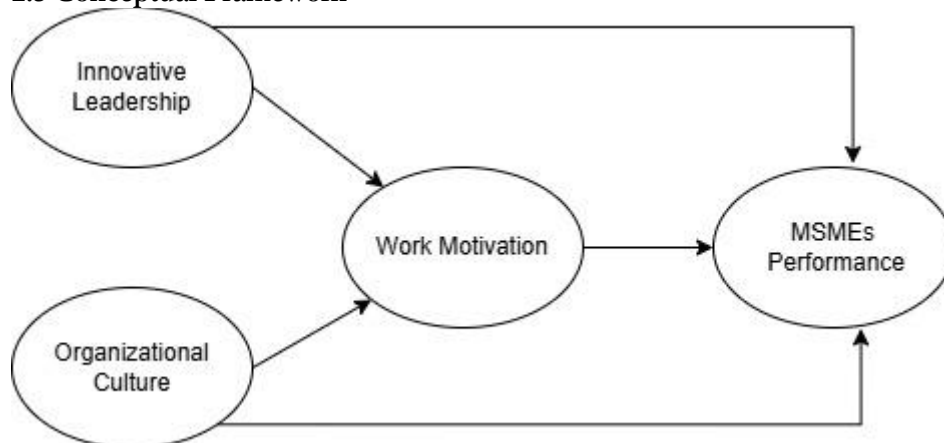 Innovative
Leadership
Work Motivation
MSMEs
Performance
Organizational
Culture